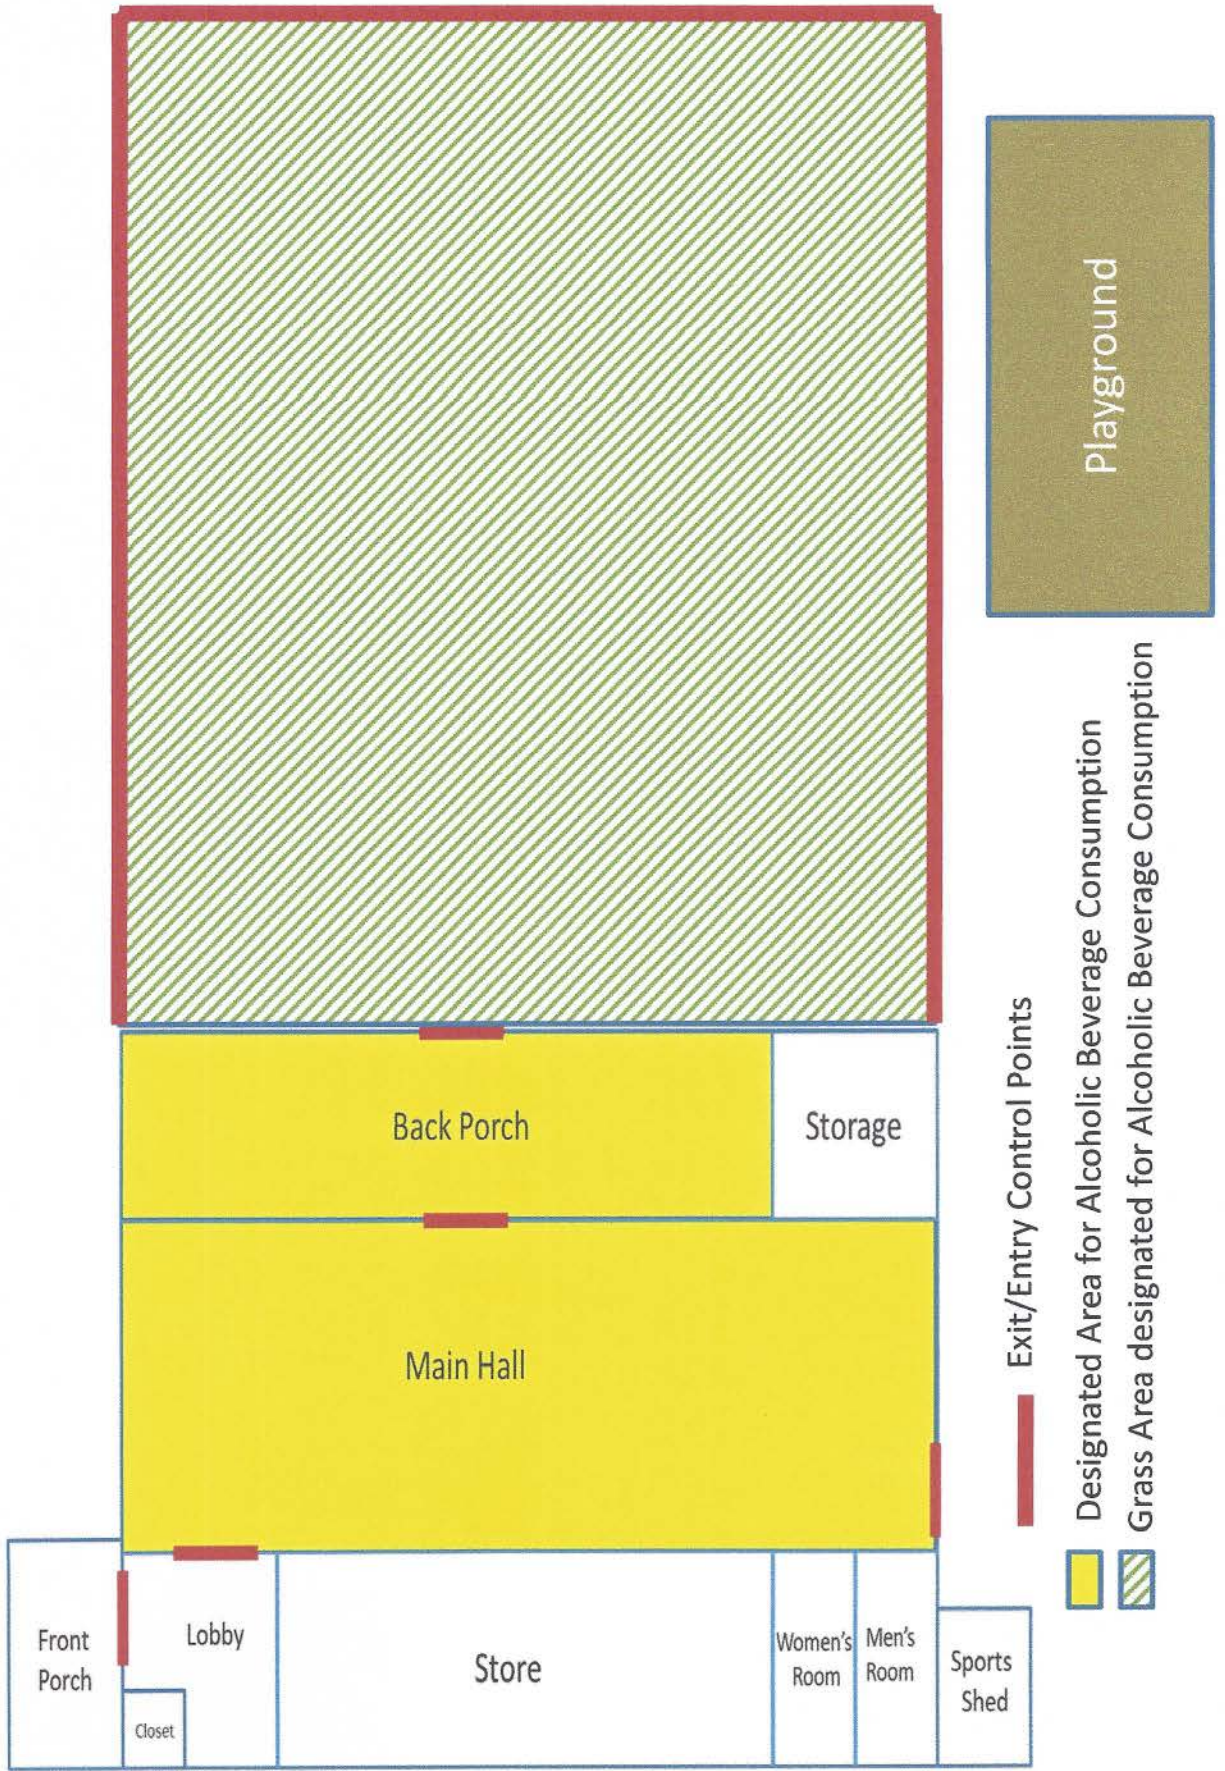 Playground
Back Porch
Storage
Main Hall
Front
Porch
Lobby
Closet
Store
Women's
Room
Men's
Room
Sports
Shed
Exit/Entry Control Points
Designated Area for Alcoholic Beverage Consumption
Grass Area designated for Alcoholic Beverage Consumption